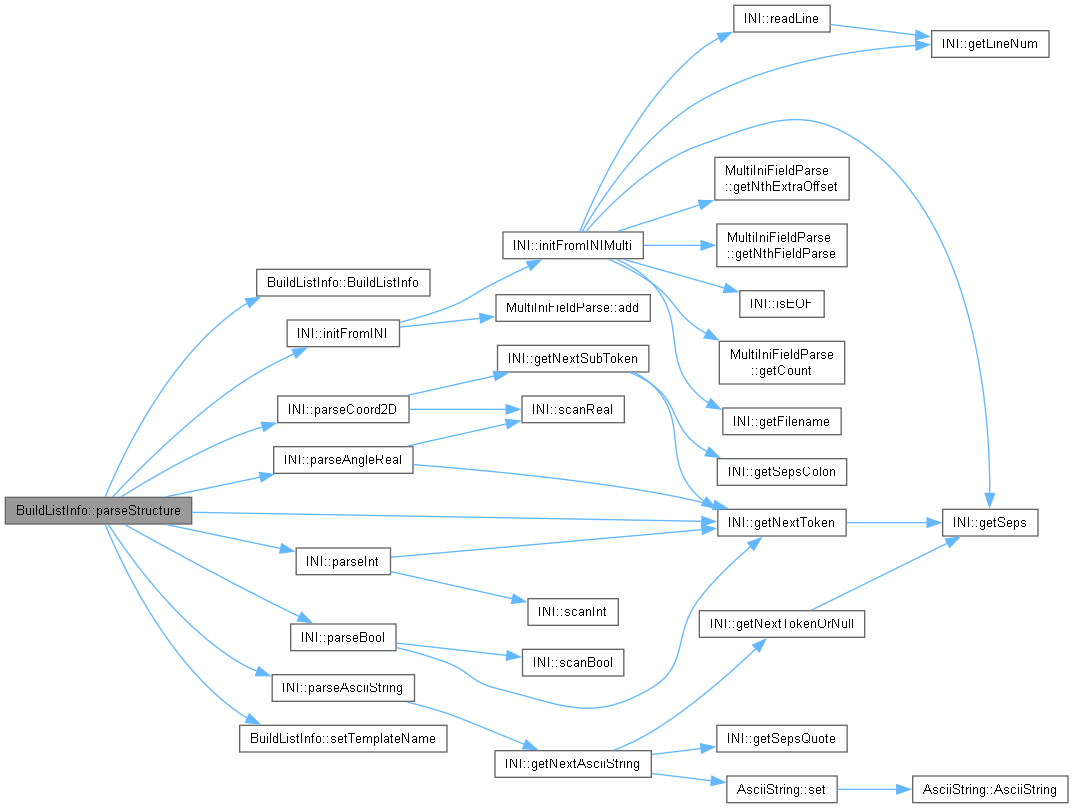 INI::readLine
INI::getLineNum
MultiIniFieldParse
::getNthExtraOffset
MultiIniFieldParse
::getNthFieldParse
INI::initFromINIMulti
BuildListInfo::BuildListInfo
INI::isEOF
MultiIniFieldParse::add
INI::initFromINI
MultiIniFieldParse
::getCount
INI::getNextSubToken
INI::parseCoord2D
INI::scanReal
INI::getFilename
INI::parseAngleReal
INI::getSepsColon
BuildListInfo::parseStructure
INI::getNextToken
INI::getSeps
INI::parseInt
INI::scanInt
INI::getNextTokenOrNull
INI::parseBool
INI::scanBool
INI::parseAsciiString
BuildListInfo::setTemplateName
INI::getSepsQuote
INI::getNextAsciiString
AsciiString::set
AsciiString::AsciiString